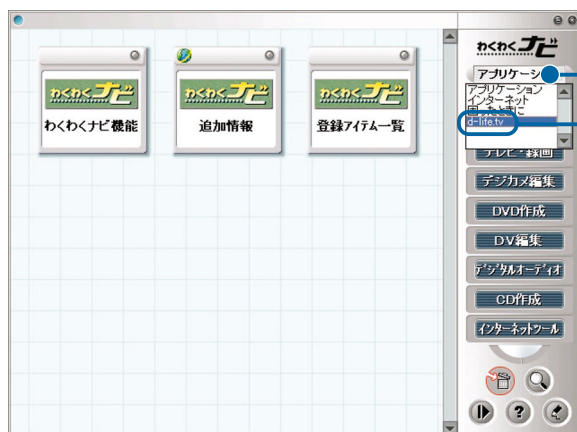 わくわくナビ
わくわくナビ機能
わくわくナビ
追加情報
わくわくナビ
登録アイテム一覧
わくわくナビ
アプリケーシ
アプリケーション
インターネット
d-life.tv
テレビ・録画
デジカメ編集
DVD作成
DV編集
デジタルオーディオ
CD作成
インターネットツール
?